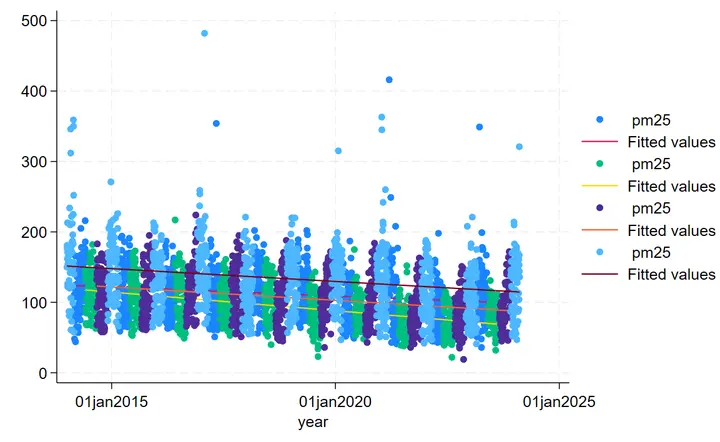 500
400
300
200
100
0
01jan2015
01jan2020
01jan2025
year
pm25
Fitted values
pm25
Fitted values
pm25
Fitted values
pm25
Fitted values